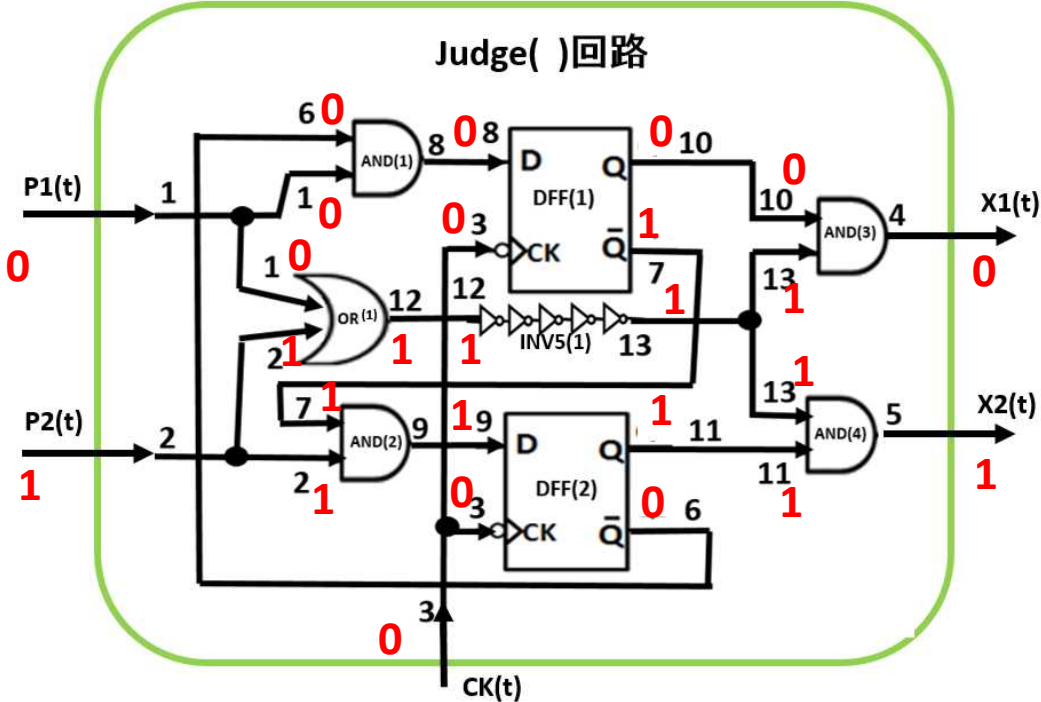 Judge( )回路
6 0
AND(1)
8 0 8
D
Q
0 10
DFF(1)
P1(t)
1
1 0
0 3
CK
Q̄
1
7
0
10
AND(3)
4
X1(t)
0
0
1 0
OR(1)
12
12
1
1
INV5(1)
1
13
13
1
2 1
7 1
P2(t)
2
1
AND(2)
9
1 9
D
Q
1 11
DFF(2)
13 1
AND(4)
5
X2(t)
1
2 1
11 1
0 3
CK
Q̄
0 6
3
0
CK(t)